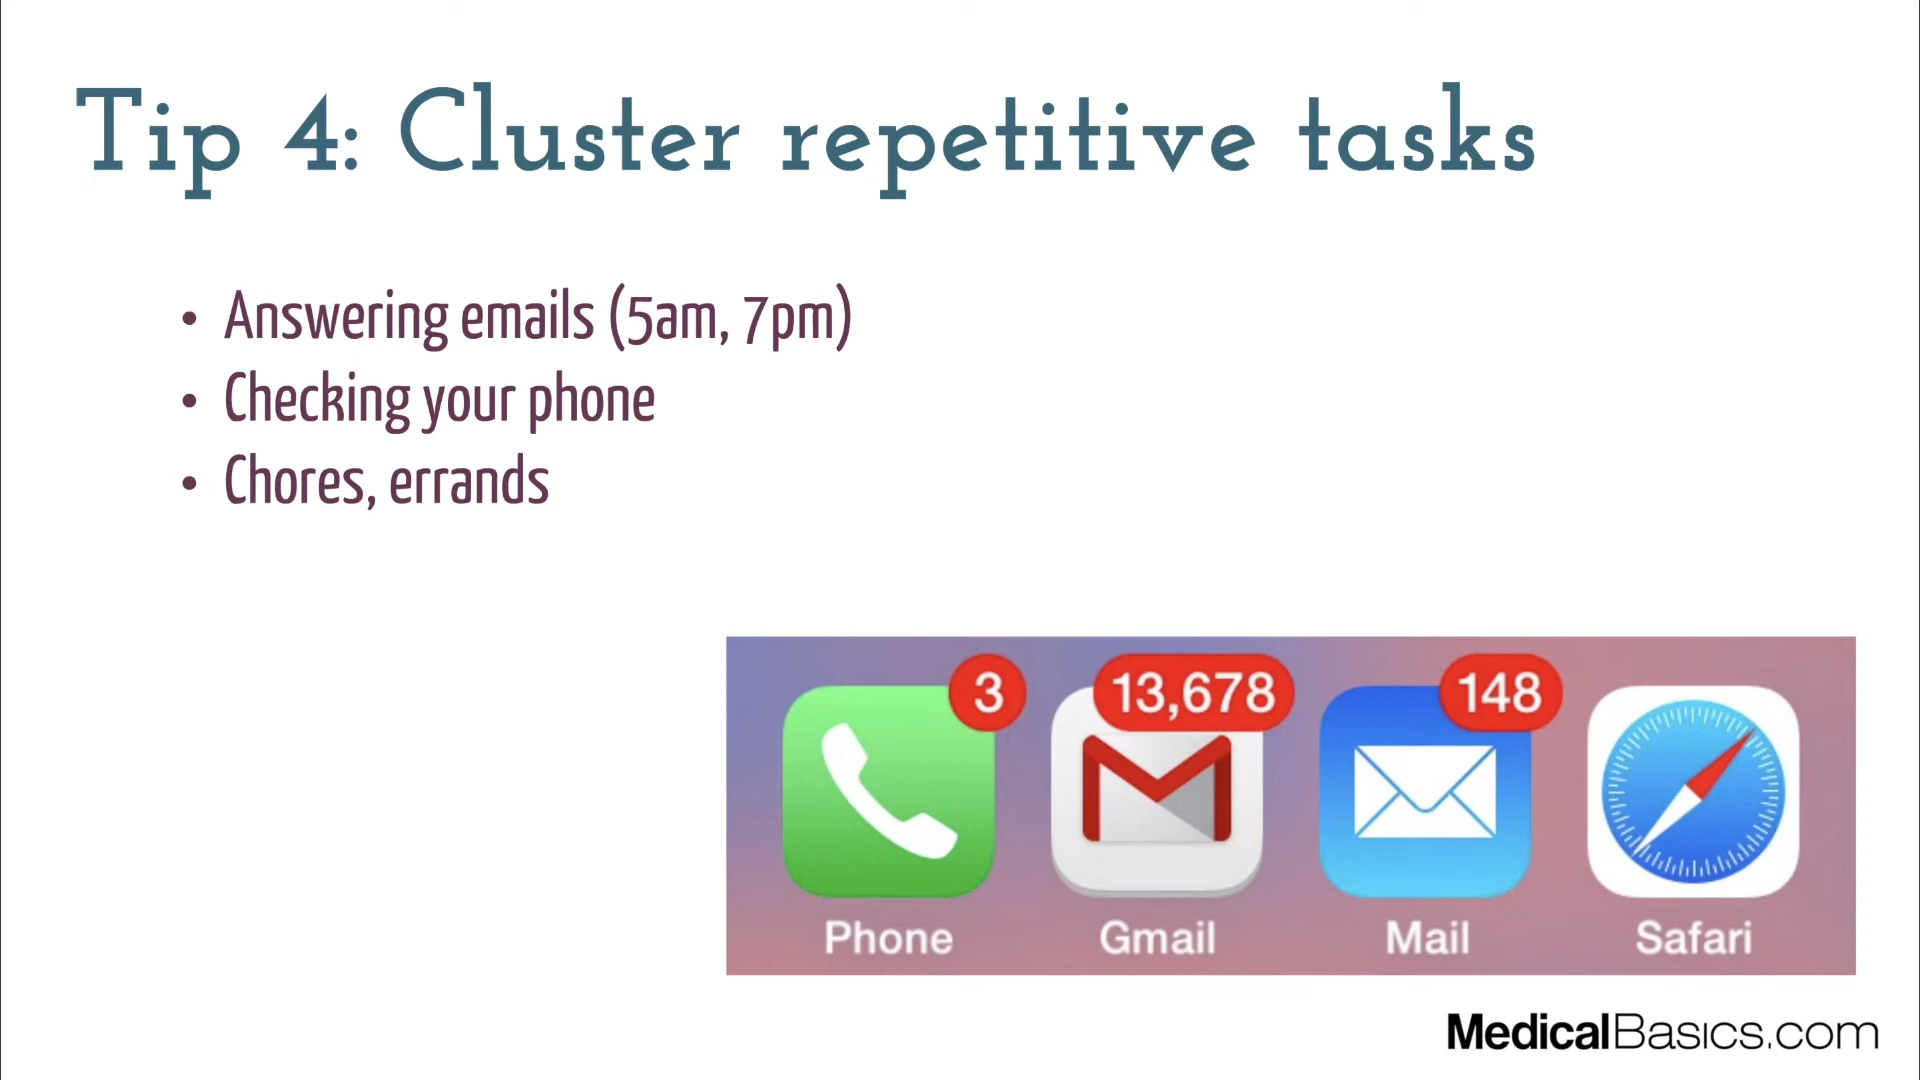 Tip 4: Cluster repetitive tasks
• Answering emails (5am, 7pm)
• Checking your phone
• Chores, errands
3 13,678 148
Phone Gmail Mail Safari
MedicalBasics.com